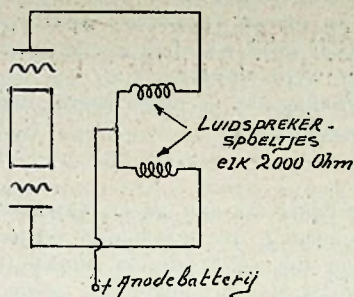 LUIDSPREKER-
SPOELTJES
elk 2000 Ohm
+ Anodebatterij